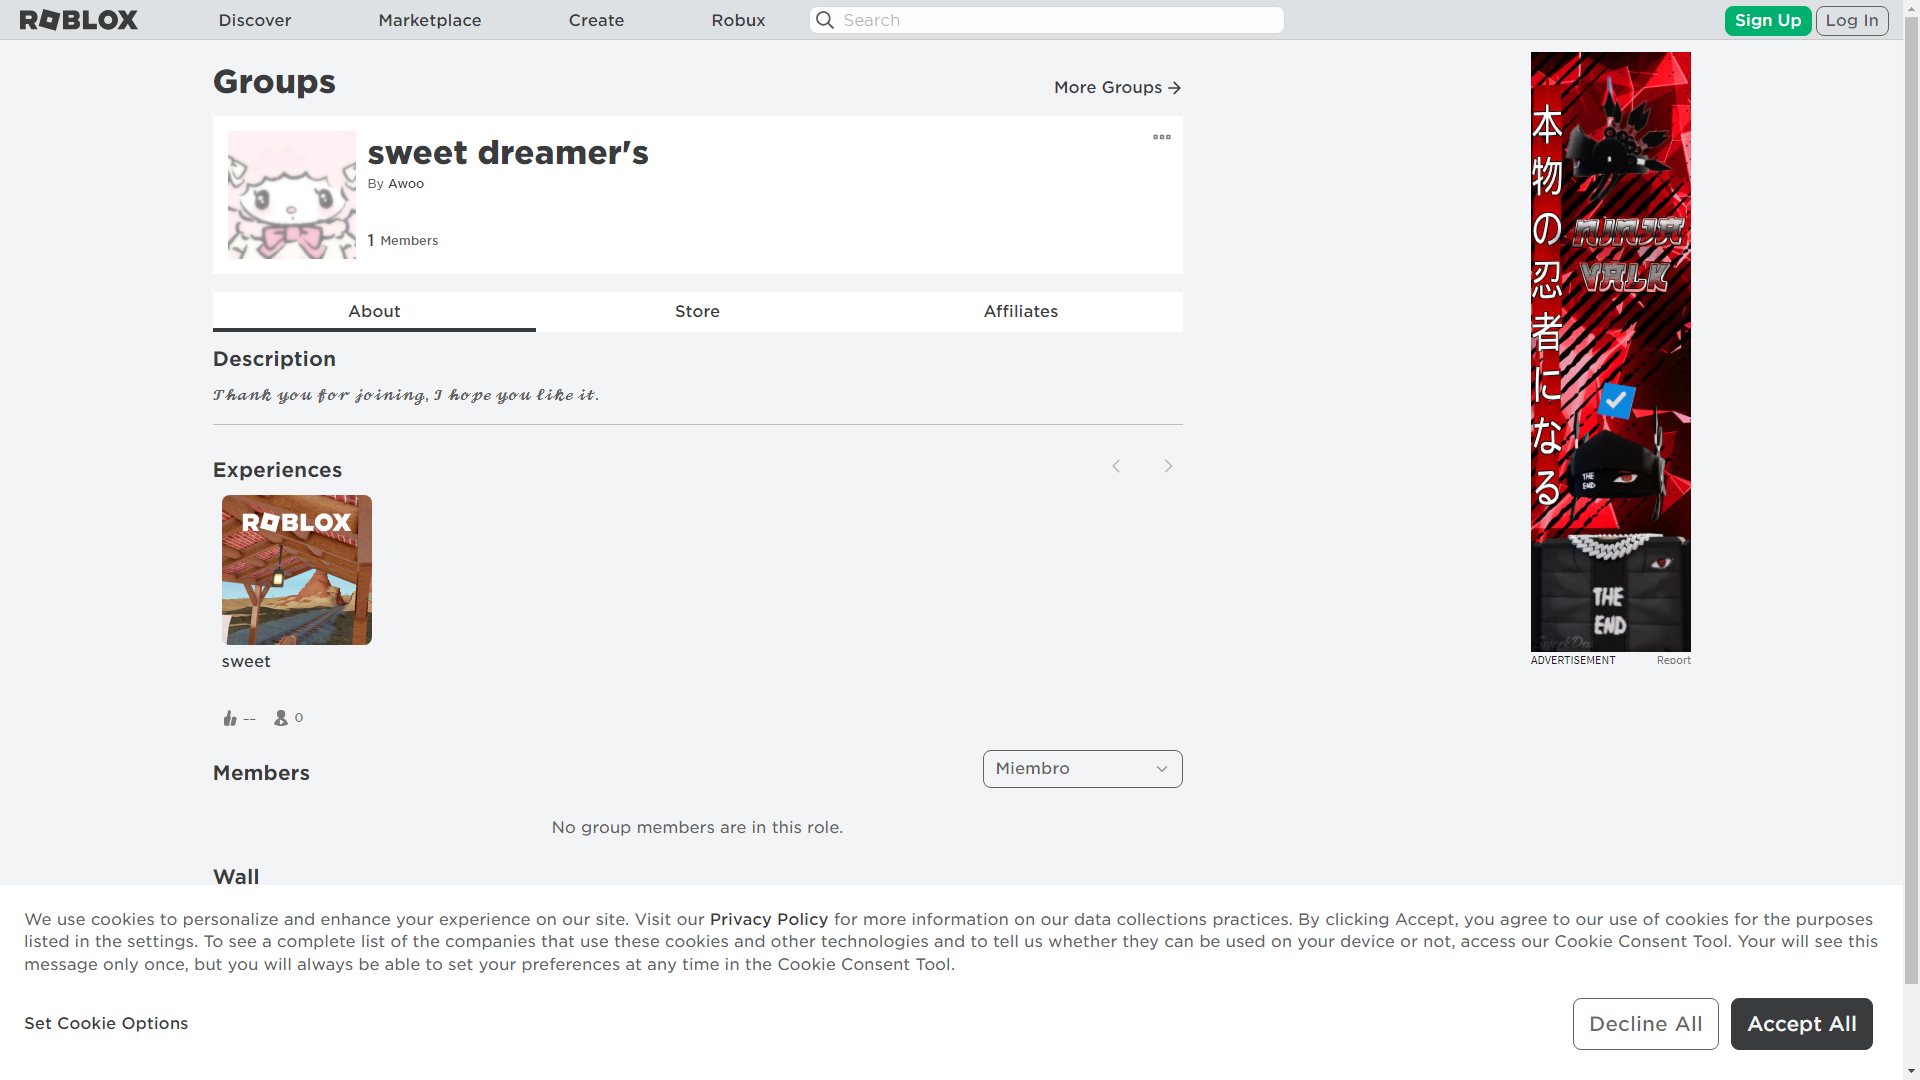 ROBLOX
Discover
Marketplace
Create
Robux
Search
Sign Up
Log In
Groups
More Groups
sweet dreamer's
By Awoo
1 Members
About
Store
Affiliates
Description
𝓣𝓱𝓪𝓷𝓴 𝔂𝓸𝓾 𝓯𝓸𝓻 𝓳𝓸𝓲𝓷𝓲𝓷𝓰, 𝓘 𝓱𝓸𝓹𝓮 𝔂𝓸𝓾 𝓵𝓲𝓴𝓮 𝓲𝓽.
Experiences
ROBLOX
sweet
--
0
Members
Miembro
No group members are in this role.
Wall
本物の忍者になる
NINJA
VALK
THE
END
THE
END
ADVERTISEMENT
Report
We use cookies to personalize and enhance your experience on our site. Visit our Privacy Policy for more information on our data collections practices. By clicking Accept, you agree to our use of cookies for the purposes
listed in the settings. To see a complete list of the companies that use these cookies and other technologies and to tell us whether they can be used on your device or not, access our Cookie Consent Tool. Your will see this
message only once, but you will always be able to set your preferences at any time in the Cookie Consent Tool.
Set Cookie Options
Decline All
Accept All